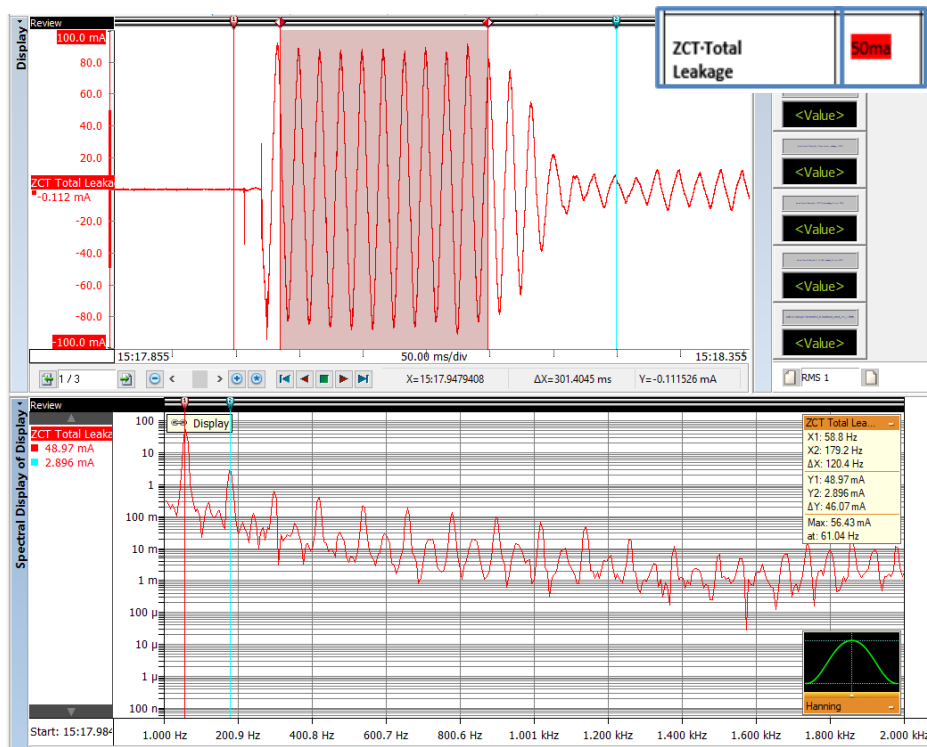 Display
Review
1
2
100.0 mA
80.0
60.0
40.0
20.0
ZCT Total Leaka
-0.112 mA
-20.0
-40.0
-60.0
-80.0
-100.0 mA
15:17.855
50.00 ms/div
15:18.355
1 / 3
X=15:17.9479408
ΔX=301.4045 ms
Y=-0.111526 mA
ZCT·Total
Leakage
50ma
<Value>
<Value>
<Value>
<Value>
<Value>
RMS 1
Spectral Display of Display
Review
1
2
ZCT Total Leaka
48.97 mA
2.896 mA
Display
100
10
1
100 m
10 m
1 m
100 µ
10 µ
1 µ
100 n
ZCT Total Lea...
X1: 58.8 Hz
X2: 179.2 Hz
ΔX: 120.4 Hz
Y1: 48.97 mA
Y2: 2.896 mA
ΔY: 46.07 mA
Max: 56.43 mA
at: 61.04 Hz
Hanning
Start: 15:17.984
1.000 Hz
200.9 Hz
400.8 Hz
600.7 Hz
800.6 Hz
1.001 kHz
1.200 kHz
1.400 kHz
1.600 kHz
1.800 kHz
2.000 kHz